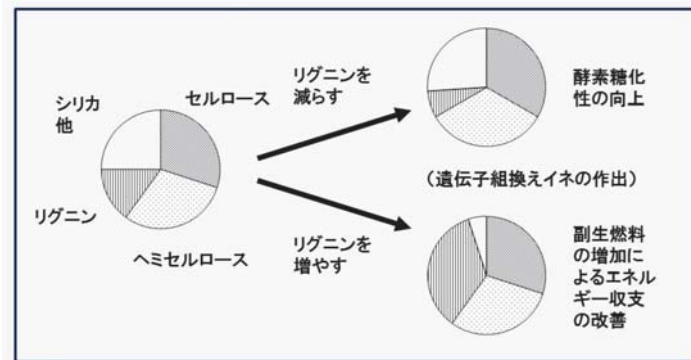 シリカ
他
セルロース
リグニン
ヘミセルロース
リグニンを
減らす
酵素糖化
性の向上
（遺伝子組換えイネの作出）
リグニンを
増やす
副生燃料
の増加に
よるエネル
ギー収支
の改善